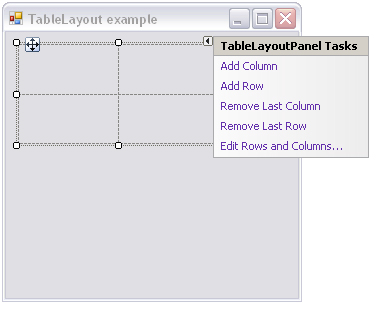 TableLayout example
TableLayoutPanel Tasks
Add Column
Add Row
Remove Last Column
Remove Last Row
Edit Rows and Columns...